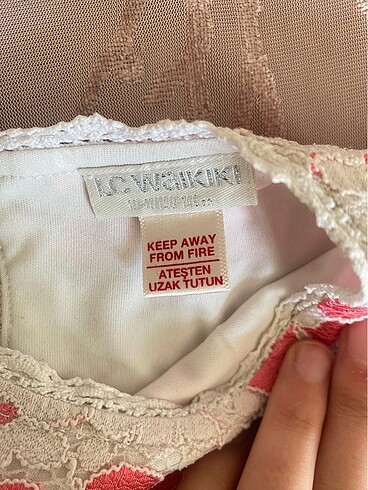 LC WAIKIKI
KEEP AWAY
FROM FIRE
ATEŞTEN
UZAK TUTUN